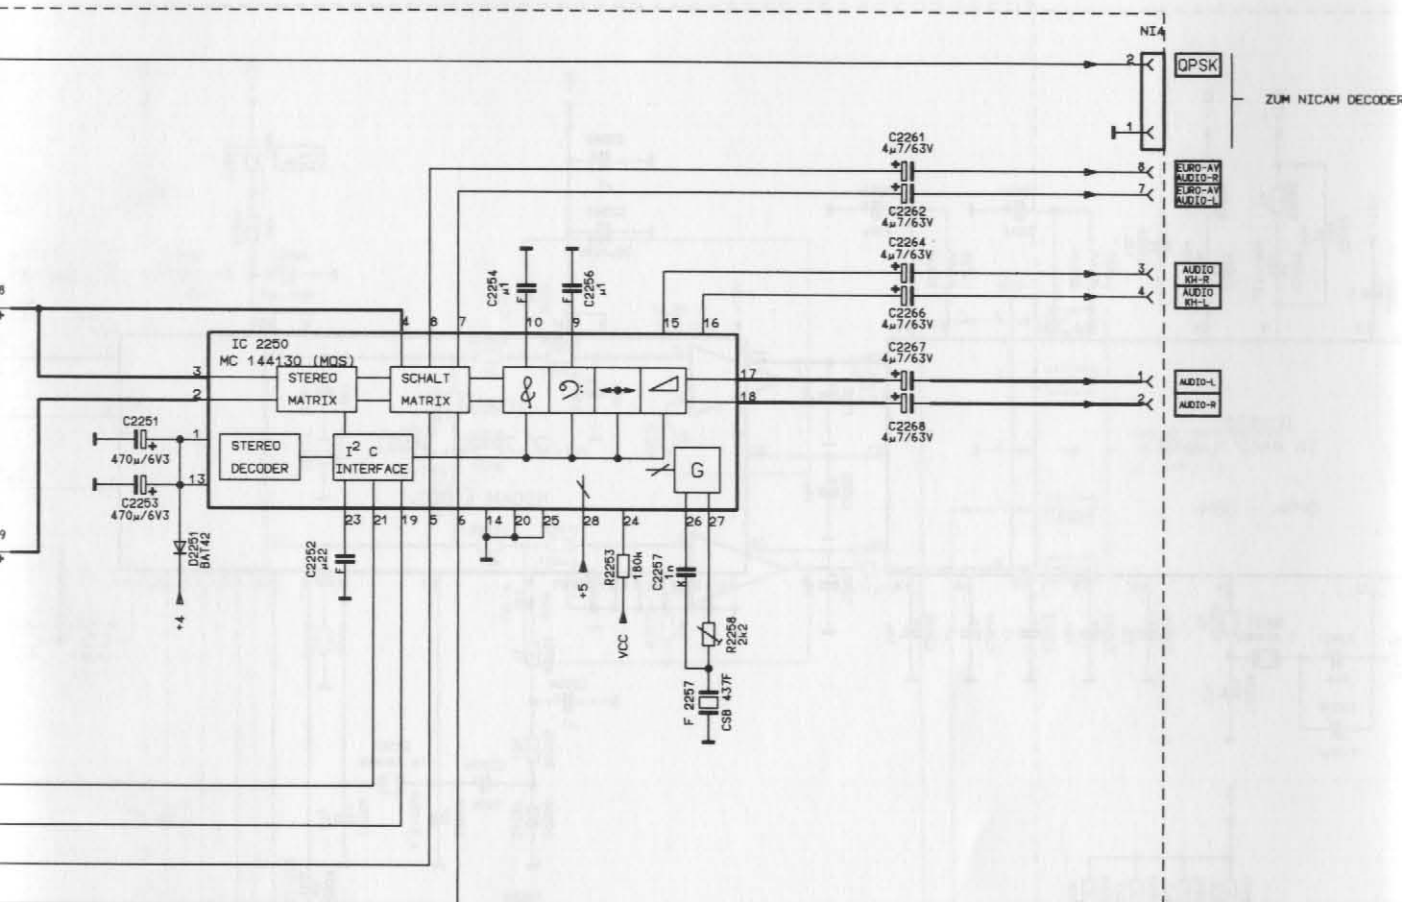 NI4
2
QPSK
ZUM NICAM DECODER
1
C2261
4µ7/63V
8
EURO-AV
AUDIO-R
7
EURO-AV
AUDIO-L
C2262
4µ7/63V
C2264
4µ7/63V
3
AUDIO
KH-R
4
AUDIO
KH-L
C2266
4µ7/63V
C2254
µ1
F
C2256
µ1
F
8
4
8
7
10
9
15
16
IC 2250
MC 144130 (MOS)
C2267
4µ7/63V
3
STEREO
MATRIX
SCHALT
MATRIX
17
1
AUDIO-L
2
18
2
AUDIO-R
C2268
4µ7/63V
C2251
470µ/6V3
1
STEREO
DECODER
I² C
INTERFACE
G
13
C2253
470µ/6V3
23
21
19
5
6
14
20
25
28
24
26
27
9
D2251
BAT42
C2252
µ22
R2253
180k
C2257
1n
K
+5
+4
VCC
R2258
2k2
F 2257
CSB 437F